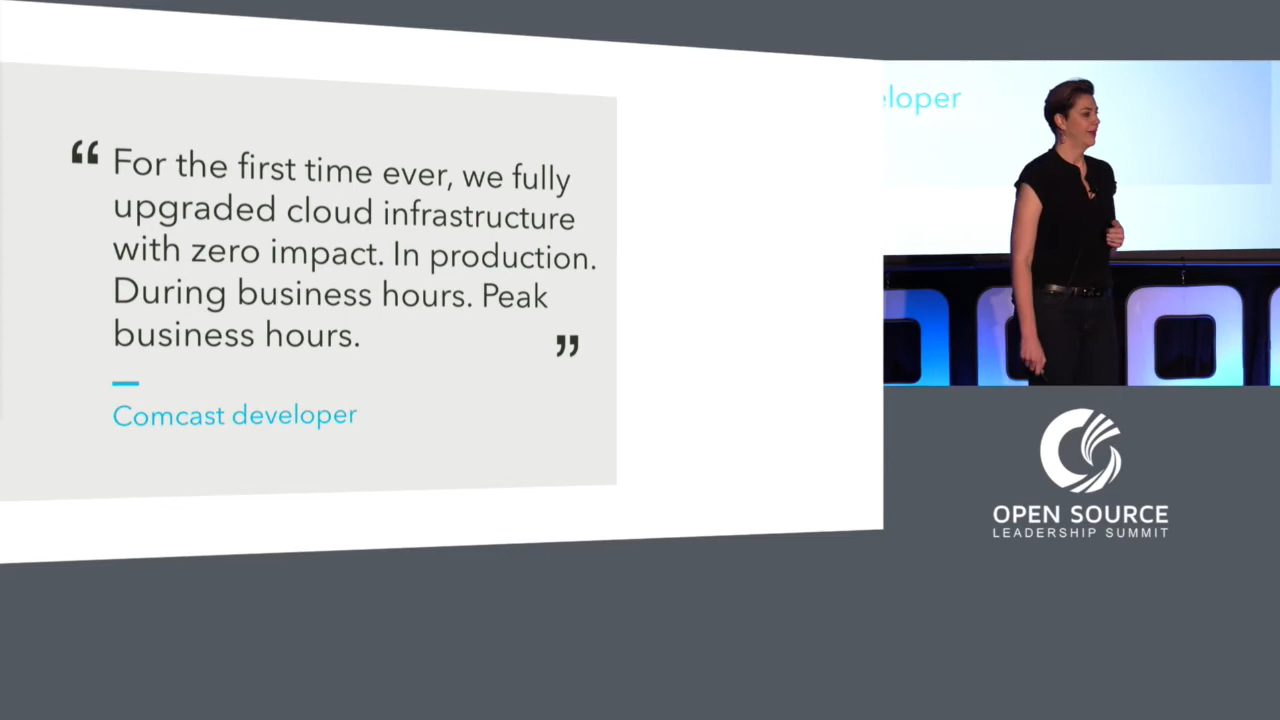 “ For the first time ever, we fully
upgraded cloud infrastructure
with zero impact. In production.
During business hours. Peak
business hours. ”
Comcast developer
eloper
OPEN SOURCE
LEADERSHIP SUMMIT